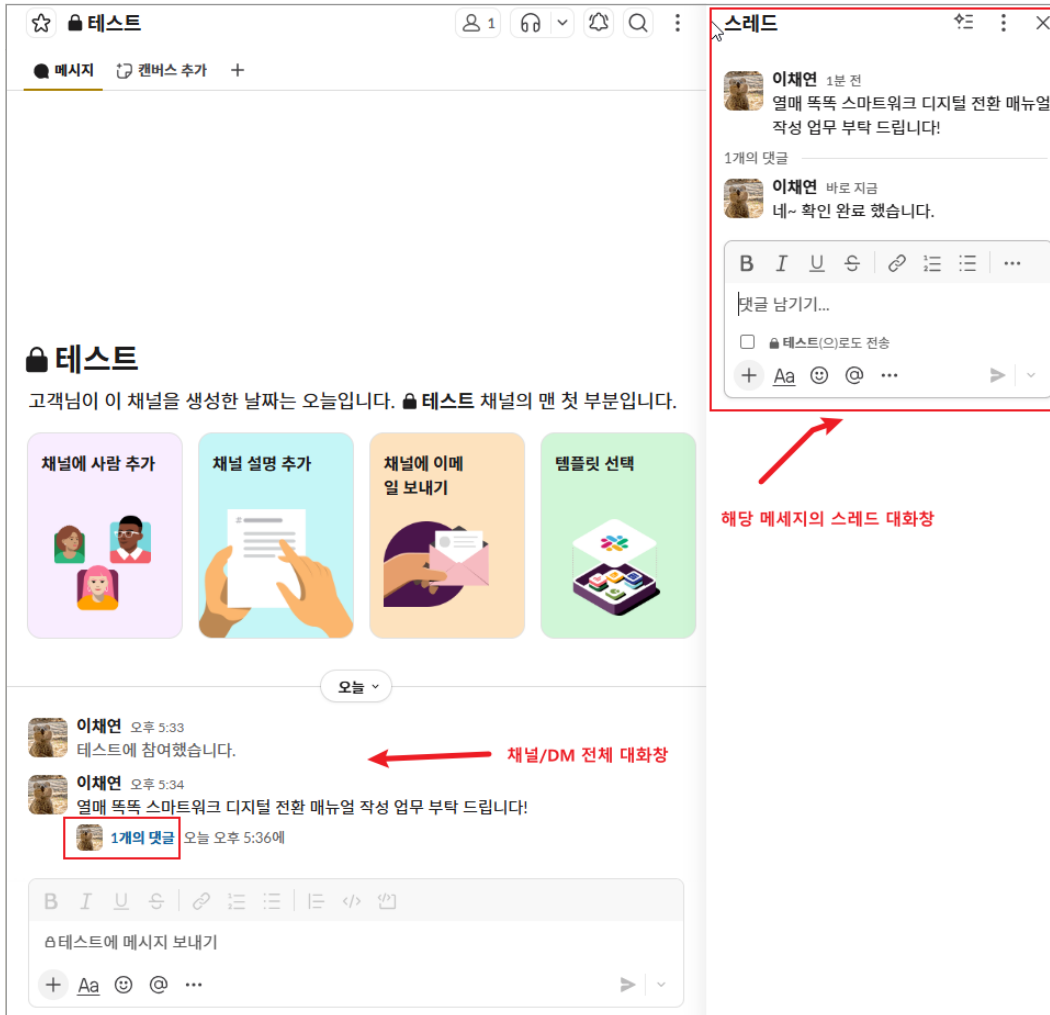 테스트
1
메시지
캔버스 추가
테스트
고객님이 이 채널을 생성한 날짜는 오늘입니다. 테스트 채널의 맨 첫 부분입니다.
채널에 사람 추가
채널 설명 추가
채널에 이메
일 보내기
템플릿 선택
오늘
이채연 오후 5:33
테스트에 참여했습니다.
채널/DM 전체 대화창
이채연 오후 5:34
열매 똑똑 스마트워크 디지털 전환 매뉴얼 작성 업무 부탁 드립니다!
1개의 댓글 오늘 오후 5:36에
B I U S
테스트에 메시지 보내기
Aa
스레드
이채연 1분 전
열매 똑똑 스마트워크 디지털 전환 매뉴얼
작성 업무 부탁 드립니다!
1개의 댓글
이채연 바로 지금
네~ 확인 완료 했습니다.
B I U S
댓글 남기기...
테스트(으)로도 전송
Aa
해당 메세지의 스레드 대화창